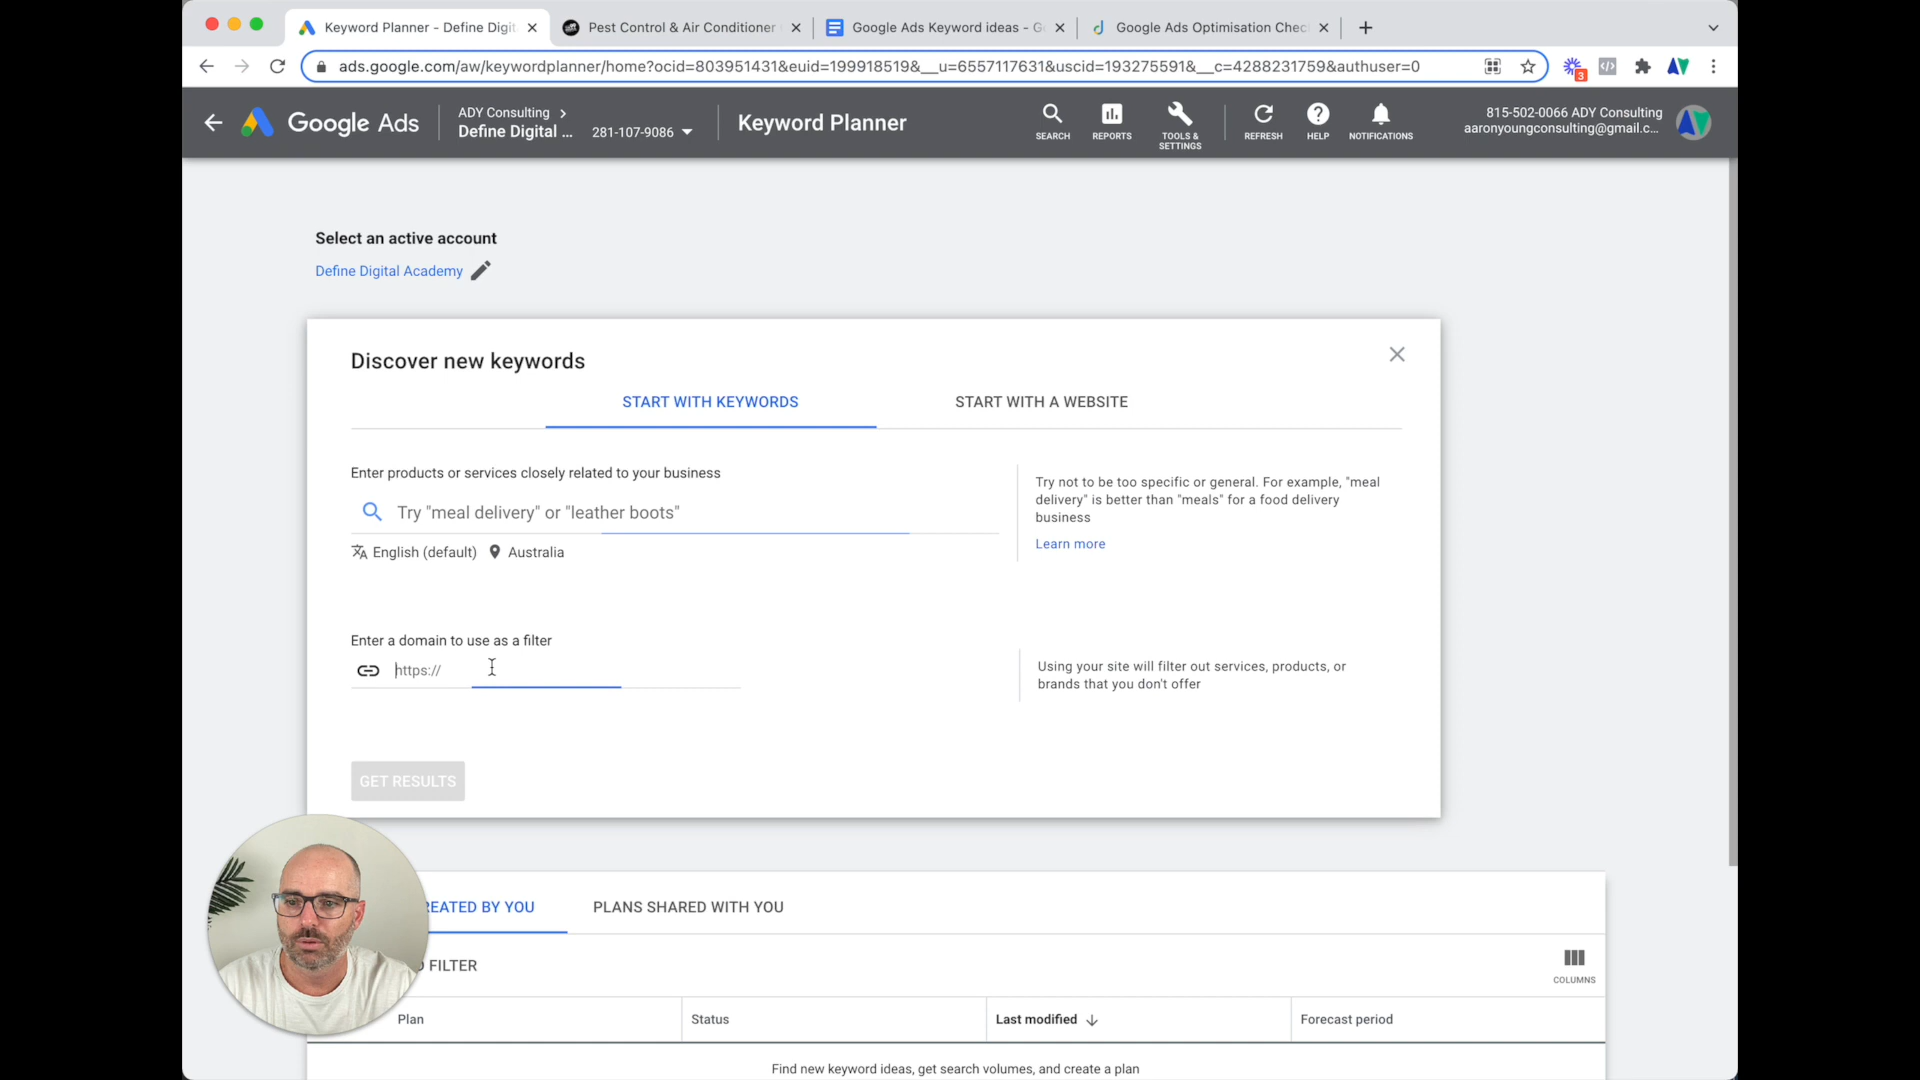 Keyword Planner - Define Digit
Pest Control & Air Conditioner
Google Ads Keyword ideas - G
Google Ads Optimisation Chec
ads.google.com/aw/keywordplanner/home?ocid=803951431&euid=199918519&__u=6557117631&uscid=193275591&__c=4288231759&authuser=0
3
Google Ads
ADY Consulting
Define Digital ...
281-107-9086
Keyword Planner
SEARCH
REPORTS
TOOLS &
SETTINGS
REFRESH
HELP
NOTIFICATIONS
815-502-0066 ADY Consulting
aaronyoungconsulting@gmail.c...
Select an active account
Define Digital Academy
Discover new keywords
START WITH KEYWORDS
START WITH A WEBSITE
Enter products or services closely related to your business
Try "meal delivery" or "leather boots"
English (default)
Australia
Try not to be too specific or general. For example, "meal
delivery" is better than "meals" for a food delivery
business
Learn more
Enter a domain to use as a filter
https://
Using your site will filter out services, products, or
brands that you don't offer
GET RESULTS
REATED BY YOU
PLANS SHARED WITH YOU
FILTER
COLUMNS
Plan
Status
Last modified
Forecast period
Find new keyword ideas, get search volumes, and create a plan